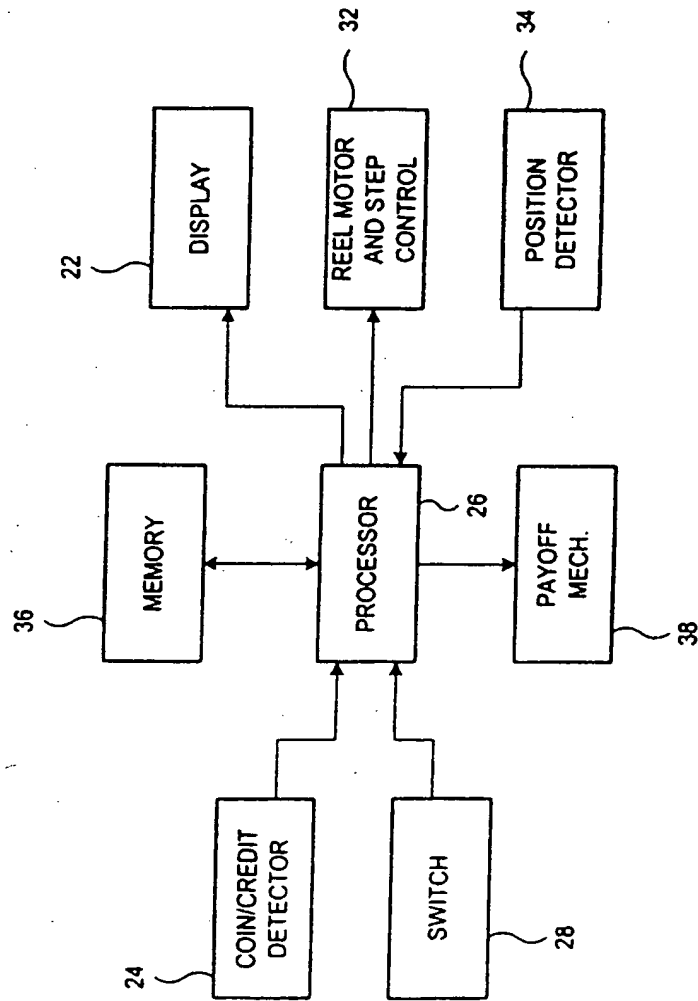 36
MEMORY
22
DISPLAY
24
COIN/CREDIT
DETECTOR
PROCESSOR
26
REEL MOTOR
AND STEP
CONTROL
32
28
SWITCH
PAYOFF
MECH.
38
POSITION
DETECTOR
34